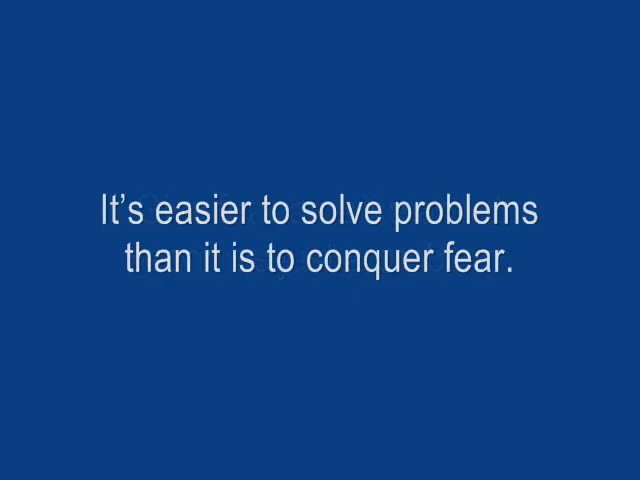 It’s easier to solve problems
than it is to conquer fear.